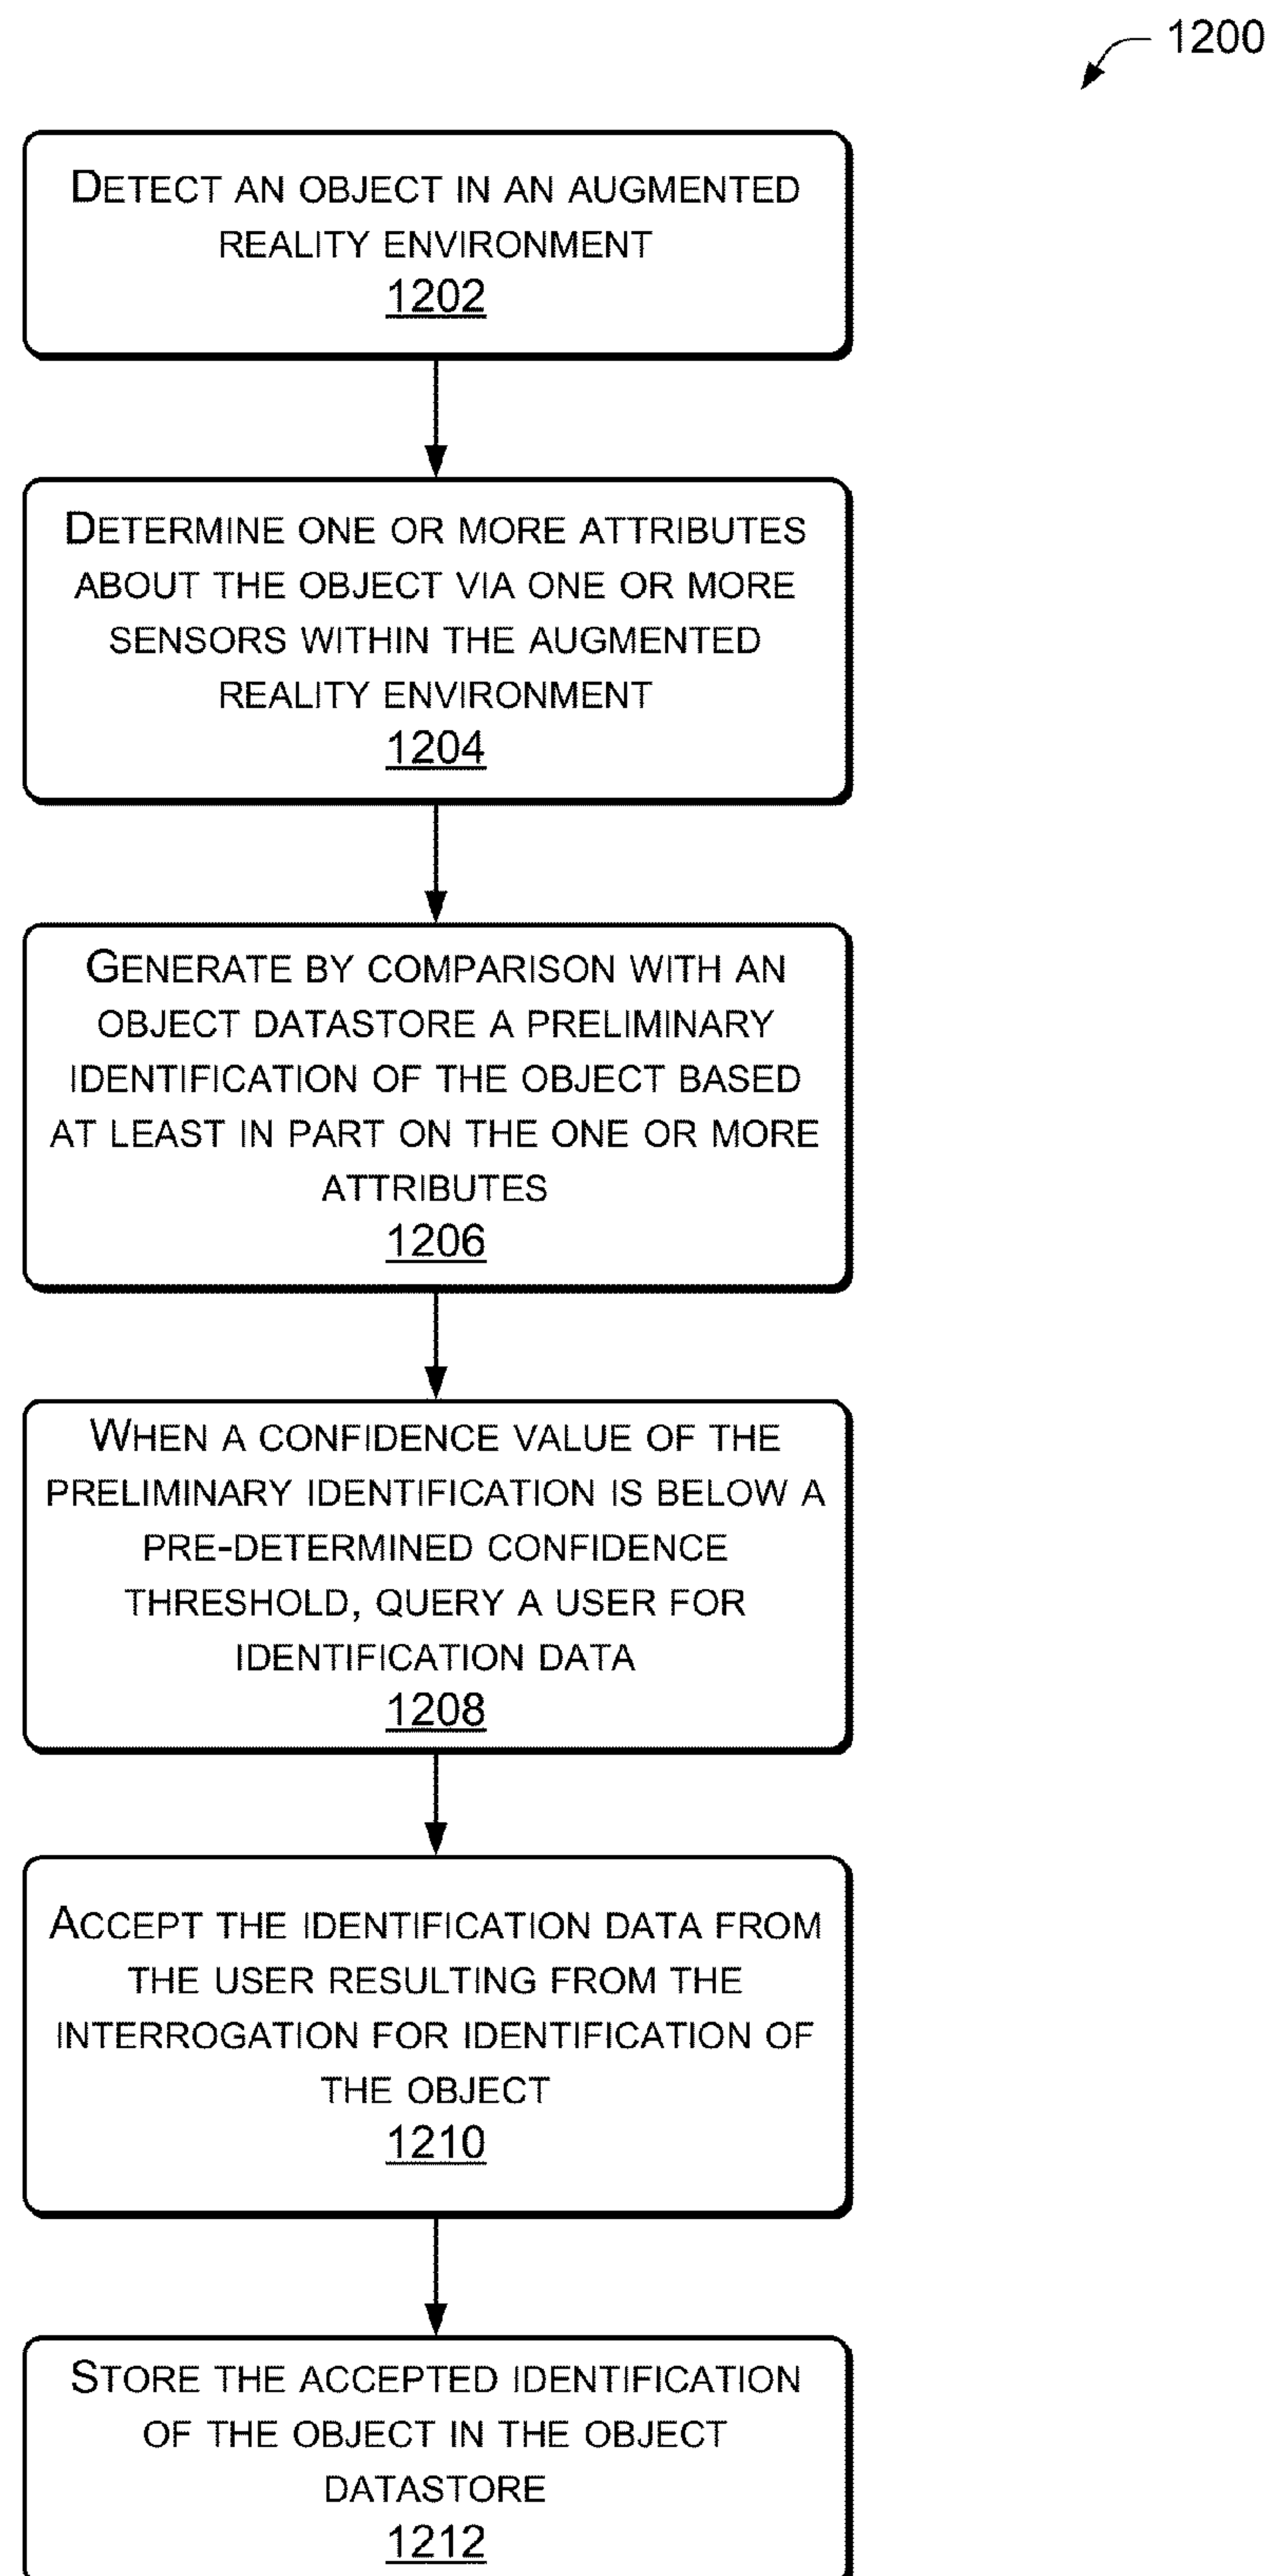 1200
DETECT AN OBJECT IN AN AUGMENTED
REALITY ENVIRONMENT
1202
DETERMINE ONE OR MORE ATTRIBUTES
ABOUT THE OBJECT VIA ONE OR MORE
SENSORS WITHIN THE AUGMENTED
REALITY ENVIRONMENT
1204
GENERATE BY COMPARISON WITH AN
OBJECT DATASTORE A PRELIMINARY
IDENTIFICATION OF THE OBJECT BASED
AT LEAST IN PART ON THE ONE OR MORE
ATTRIBUTES
1206
WHEN A CONFIDENCE VALUE OF THE
PRELIMINARY IDENTIFICATION IS BELOW A
PRE-DETERMINED CONFIDENCE
THRESHOLD, QUERY A USER FOR
IDENTIFICATION DATA
1208
ACCEPT THE IDENTIFICATION DATA FROM
THE USER RESULTING FROM THE
INTERROGATION FOR IDENTIFICATION OF
THE OBJECT
1210
STORE THE ACCEPTED IDENTIFICATION
OF THE OBJECT IN THE OBJECT
DATASTORE
1212